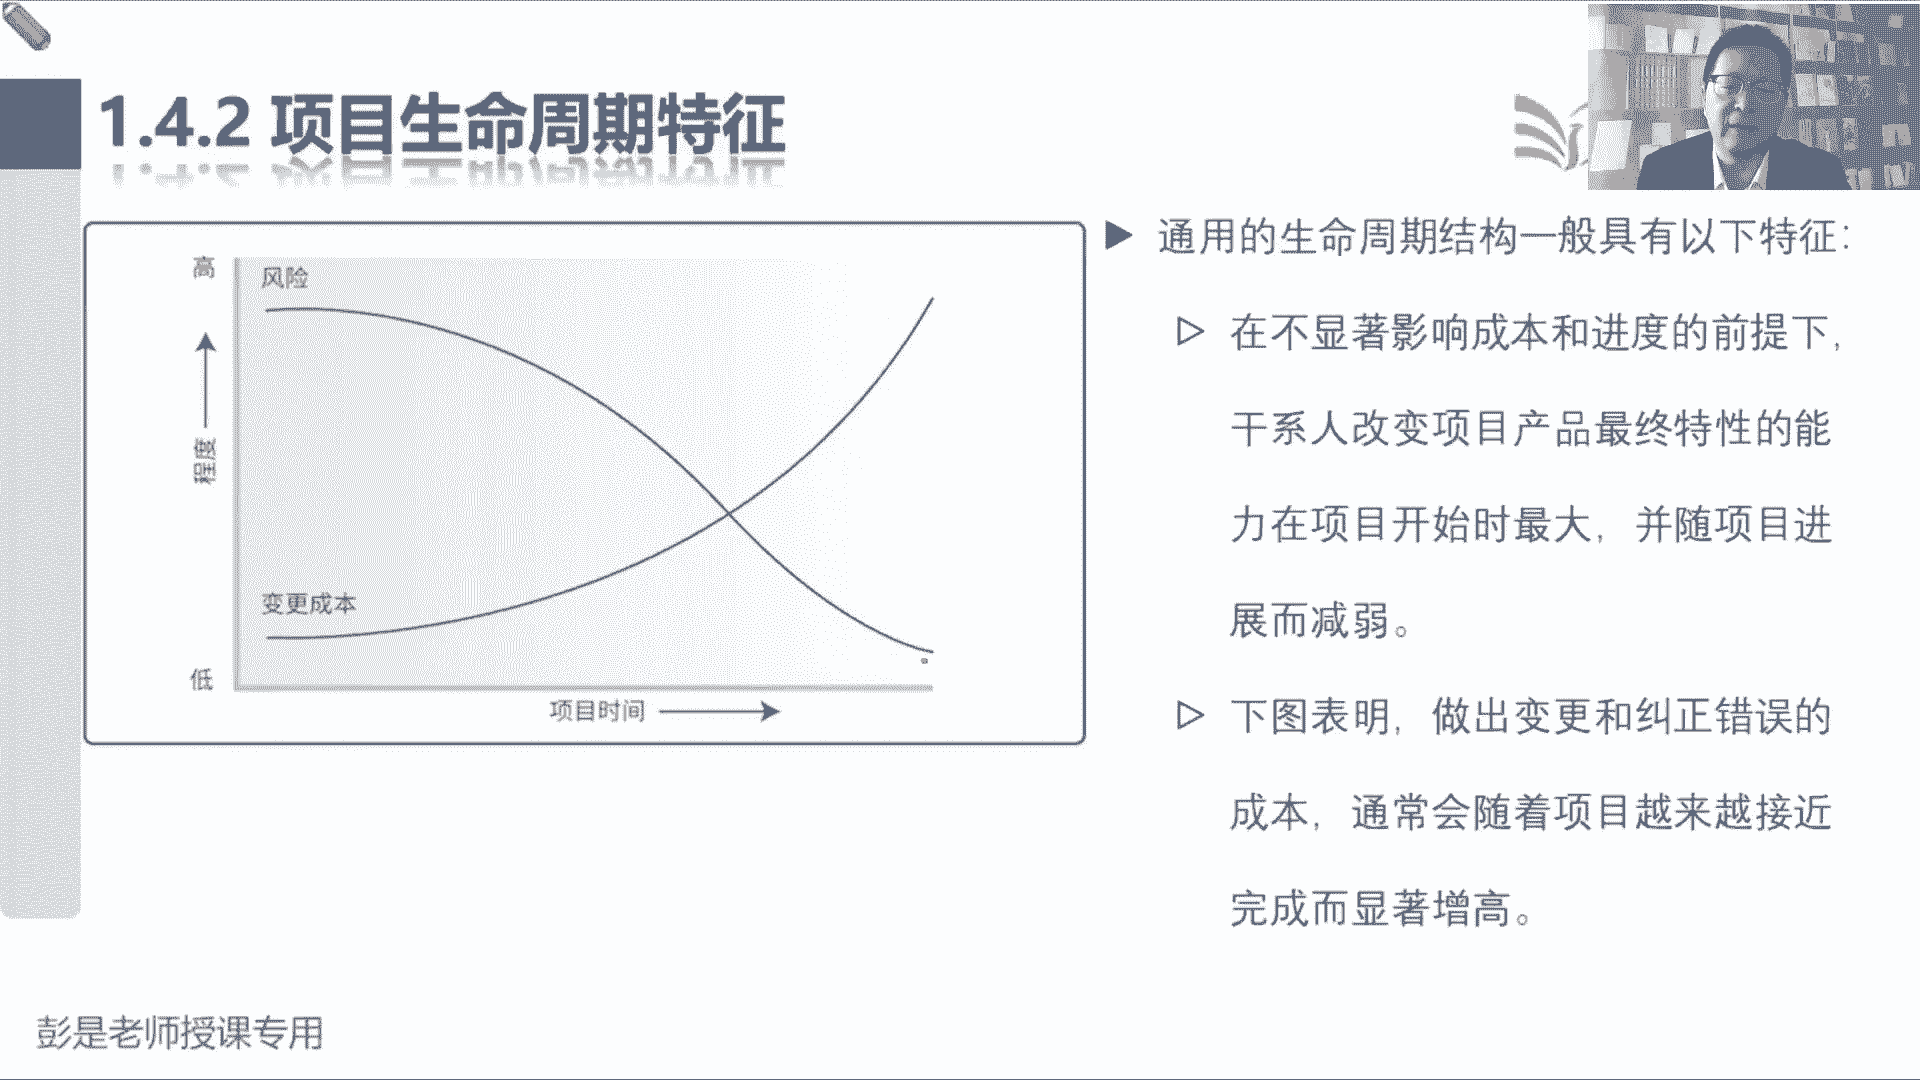 1.4.2 项目生命周期特征
高
风险
程度
变更成本
低
项目时间
通用的生命周期结构一般具有以下特征：
在不显著影响成本和进度的前提下，
干系人改变项目产品最终特性的能
力在项目开始时最大，并随项目进
展而减弱。
下图表明，做出变更和纠正错误的
成本，通常会随着项目越来越接近
完成而显著增高。
彭是老师授课专用